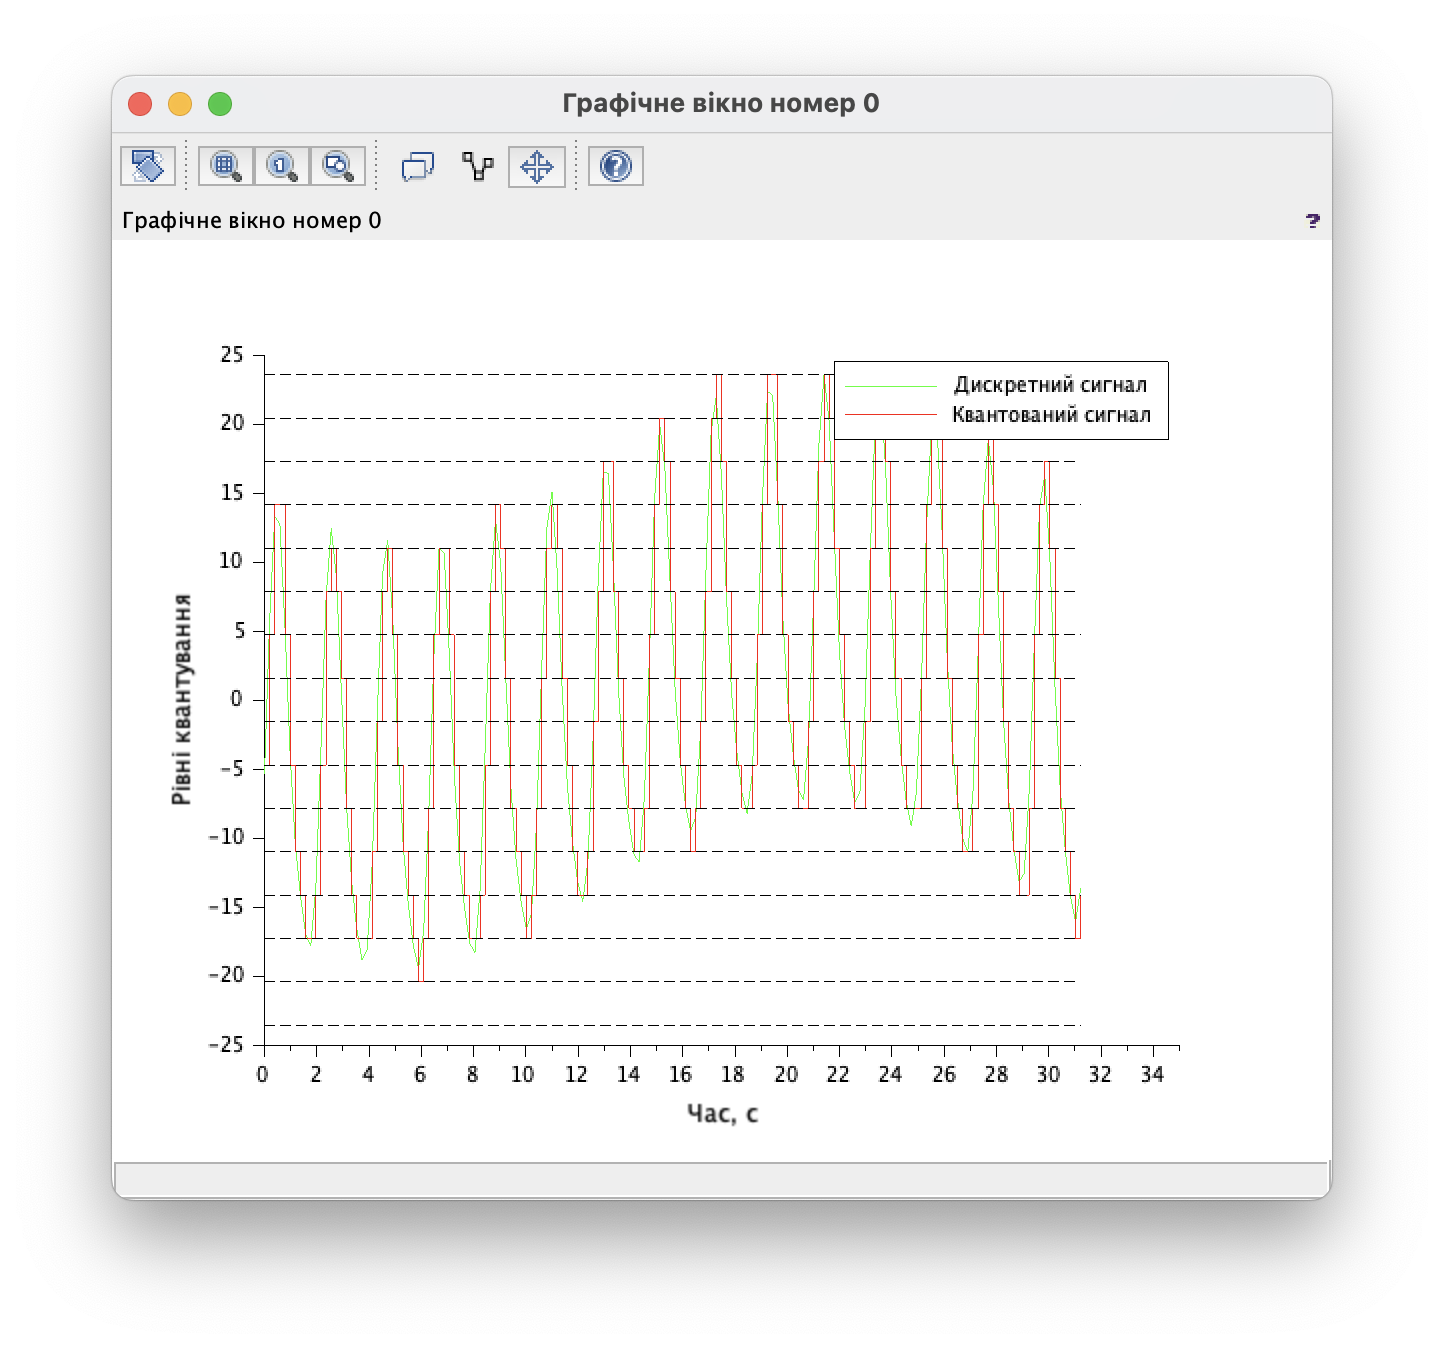 Графічне вікно номер 0
Графічне вікно номер 0
?
25
20
15
10
5
0
-5
-10
-15
-20
-25
Рівні квантування
Дискретний сигнал
Квантований сигнал
0 2 4 6 8 10 12 14 16 18 20 22 24 26 28 30 32 34
Час, с